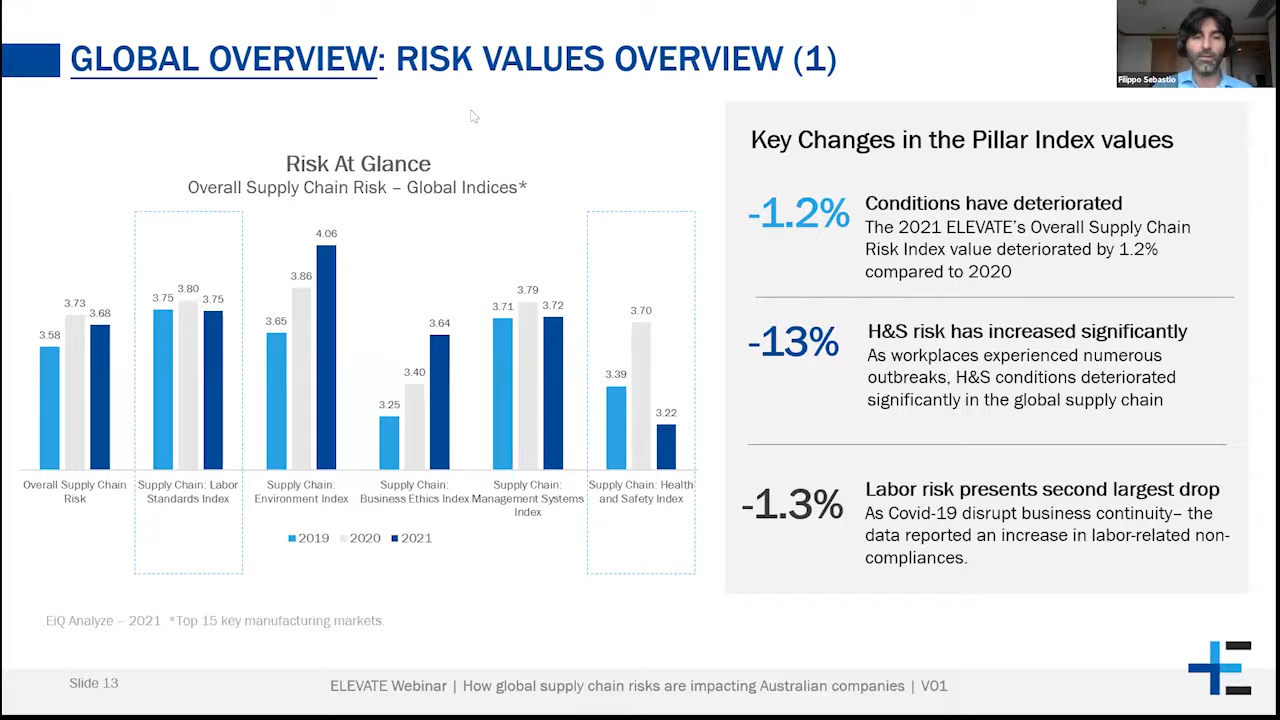 GLOBAL OVERVIEW: RISK VALUES OVERVIEW (1)
Filippo Sebastio
Risk At Glance
Overall Supply Chain Risk – Global Indices*
3.58
3.73
3.68
3.75
3.80
3.75
3.65
3.86
4.06
3.25
3.40
3.64
3.71
3.79
3.72
3.39
3.70
3.22
Overall Supply Chain
Risk
Supply Chain: Labor
Standards Index
Supply Chain:
Environment Index
Supply Chain:
Business Ethics Index
Supply Chain:
Management Systems
Index
Supply Chain: Health
and Safety Index
2019 2020 2021
EiQ Analyze – 2021 *Top 15 key manufacturing markets.
Key Changes in the Pillar Index values
-1.2%
Conditions have deteriorated
The 2021 ELEVATE’s Overall Supply Chain
Risk Index value deteriorated by 1.2%
compared to 2020
-13%
H&S risk has increased significantly
As workplaces experienced numerous
outbreaks, H&S conditions deteriorated
significantly in the global supply chain
-1.3%
Labor risk presents second largest drop
As Covid-19 disrupt business continuity– the
data reported an increase in labor-related non-
compliances.
Slide 13
ELEVATE Webinar | How global supply chain risks are impacting Australian companies | V01